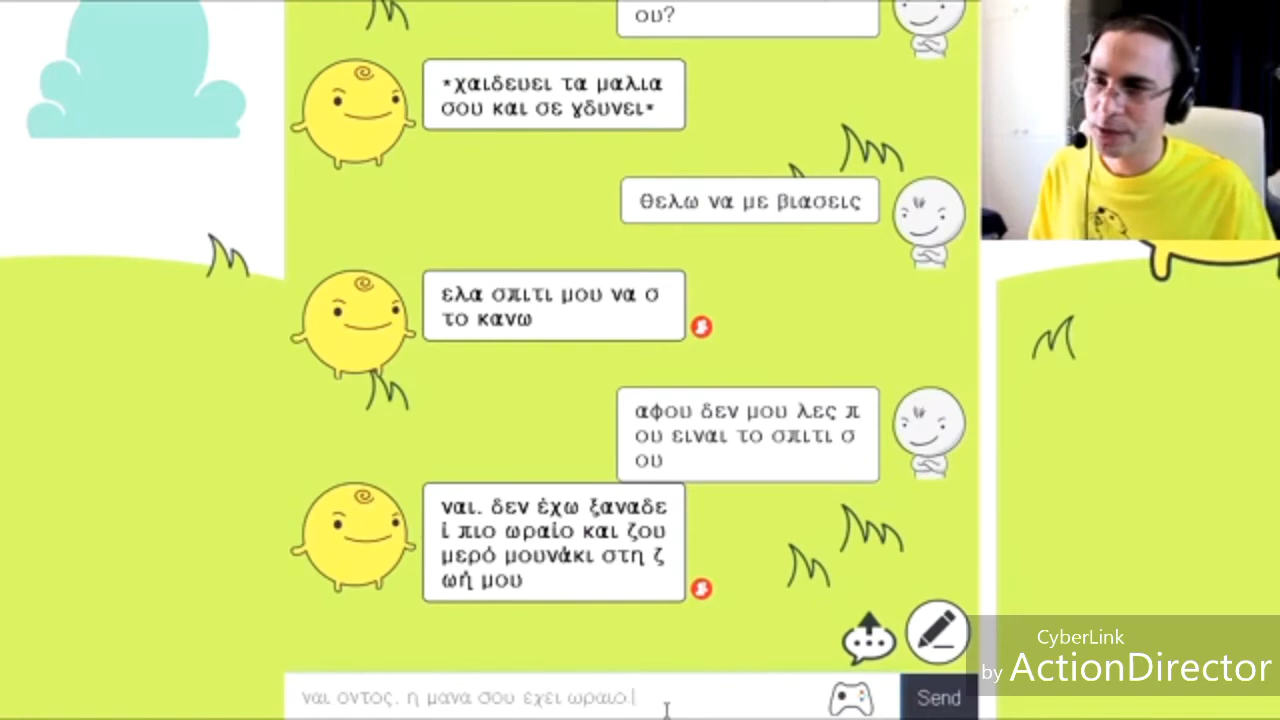 ου?
*χαιδευει τα μαλια
σου και σε γδυνει*
θελω να με βιασεις
ελα σπιτι μου να σ
το κανω
αφου δεν μου λες π
ου ειναι το σπιτι σ
ου
ναι. δεν έχω ξαναδε
ί πιο ωραίο και ζου
μερό μουνάκι στη ζ
ωή μου
ναι οντος. η μανα σου εχει ωραιο.
Send
CyberLink
by ActionDirector